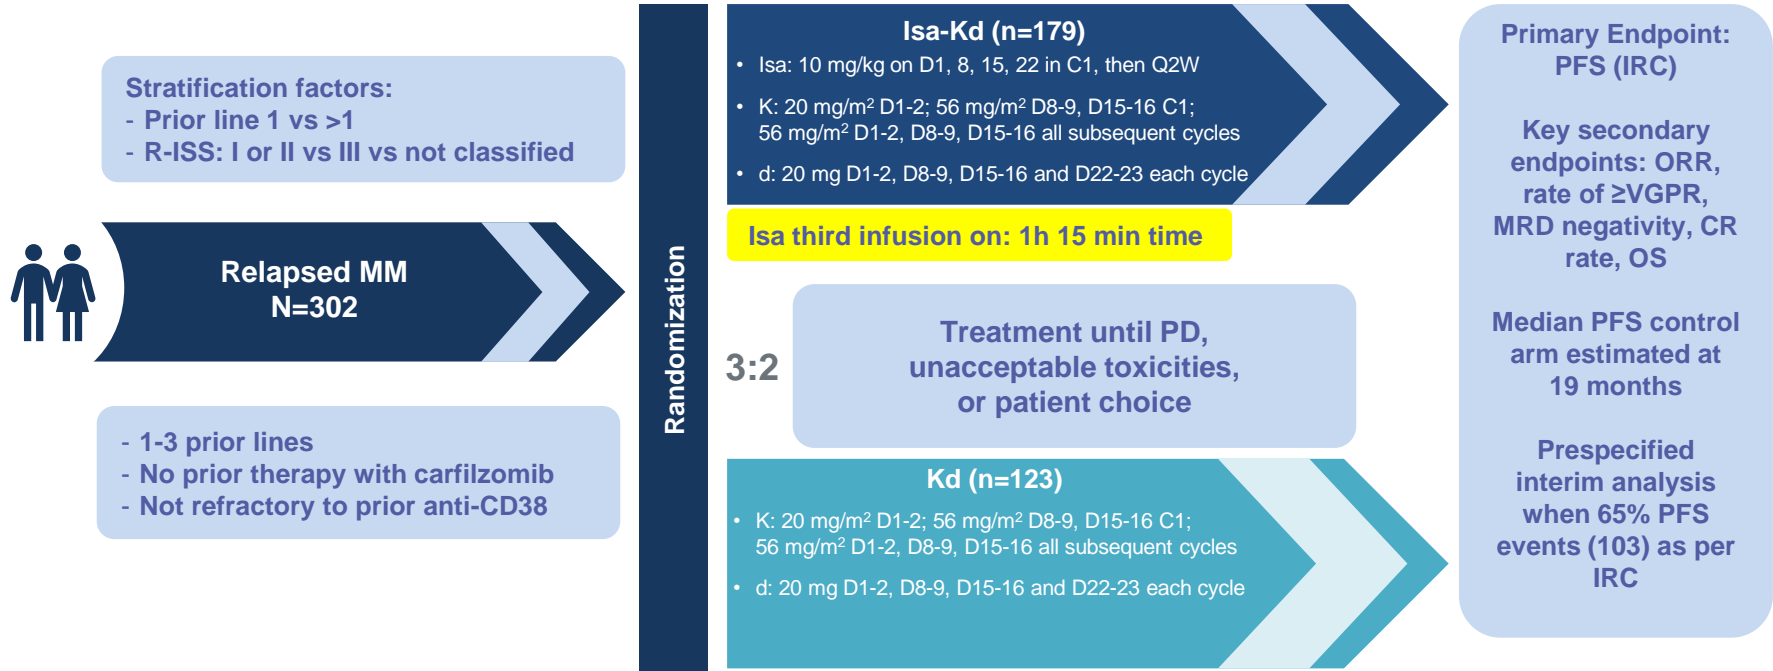 Stratification factors:
- Prior line 1 vs >1
- R-ISS: I or II vs III vs not classified
Relapsed MM
N=302
- 1-3 prior lines
- No prior therapy with carfilzomib
- Not refractory to prior anti-CD38
Randomization
Isa-Kd (n=179)
• Isa: 10 mg/kg on D1, 8, 15, 22 in C1, then Q2W
• K: 20 mg/m² D1-2; 56 mg/m² D8-9, D15-16 C1;
56 mg/m² D1-2, D8-9, D15-16 all subsequent cycles
• d: 20 mg D1-2, D8-9, D15-16 and D22-23 each cycle
Isa third infusion on: 1h 15 min time
3:2
Treatment until PD,
unacceptable toxicities,
or patient choice
Kd (n=123)
• K: 20 mg/m² D1-2; 56 mg/m² D8-9, D15-16 C1;
56 mg/m² D1-2, D8-9, D15-16 all subsequent cycles
• d: 20 mg D1-2, D8-9, D15-16 and D22-23 each cycle
Primary Endpoint:
PFS (IRC)
Key secondary
endpoints: ORR,
rate of ≥VGPR,
MRD negativity, CR
rate, OS
Median PFS control
arm estimated at
19 months
Prespecified
interim analysis
when 65% PFS
events (103) as per
IRC